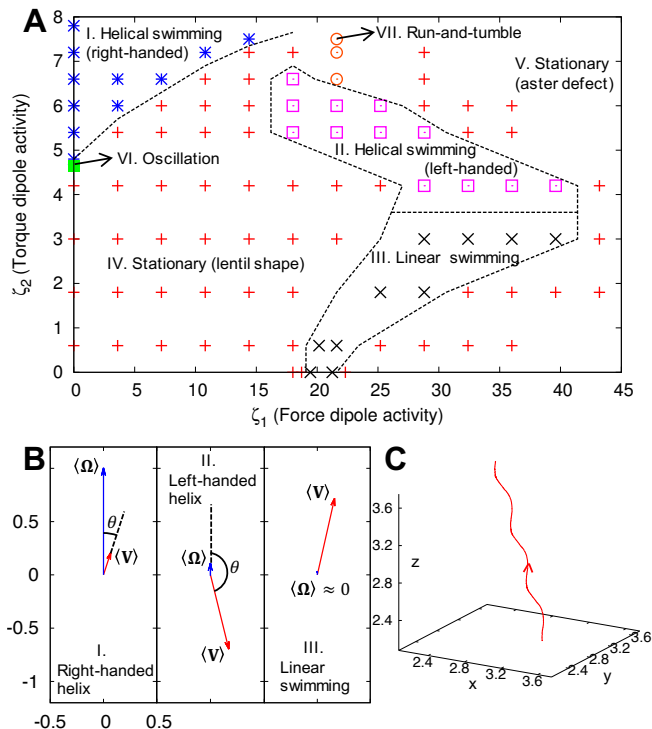 A
8
7
6
5
4
3
2
1
0
ζ₂ (Torque dipole activity)
I. Helical swimming
(right-handed)
VII. Run-and-tumble
V. Stationary
(aster defect)
II. Helical swimming
(left-handed)
VI. Oscillation
III. Linear swimming
IV. Stationary (lentil shape)
0 5 10 15 20 25 30 35 40 45
ζ₁ (Force dipole activity)
B
1
0.5
0
-0.5
-1
⟨Ω⟩
θ
⟨V⟩
I.
Right-handed
helix
II.
Left-handed
helix
⟨Ω⟩
θ
⟨V⟩
⟨V⟩
⟨Ω⟩ ≈ 0
III.
Linear
swimming
-0.5 0 0.5
C
3.6
3.2
2.8
2.4
z
2.4 2.8 3.2 3.6
x
2.4 2.8 3.2 3.6
y